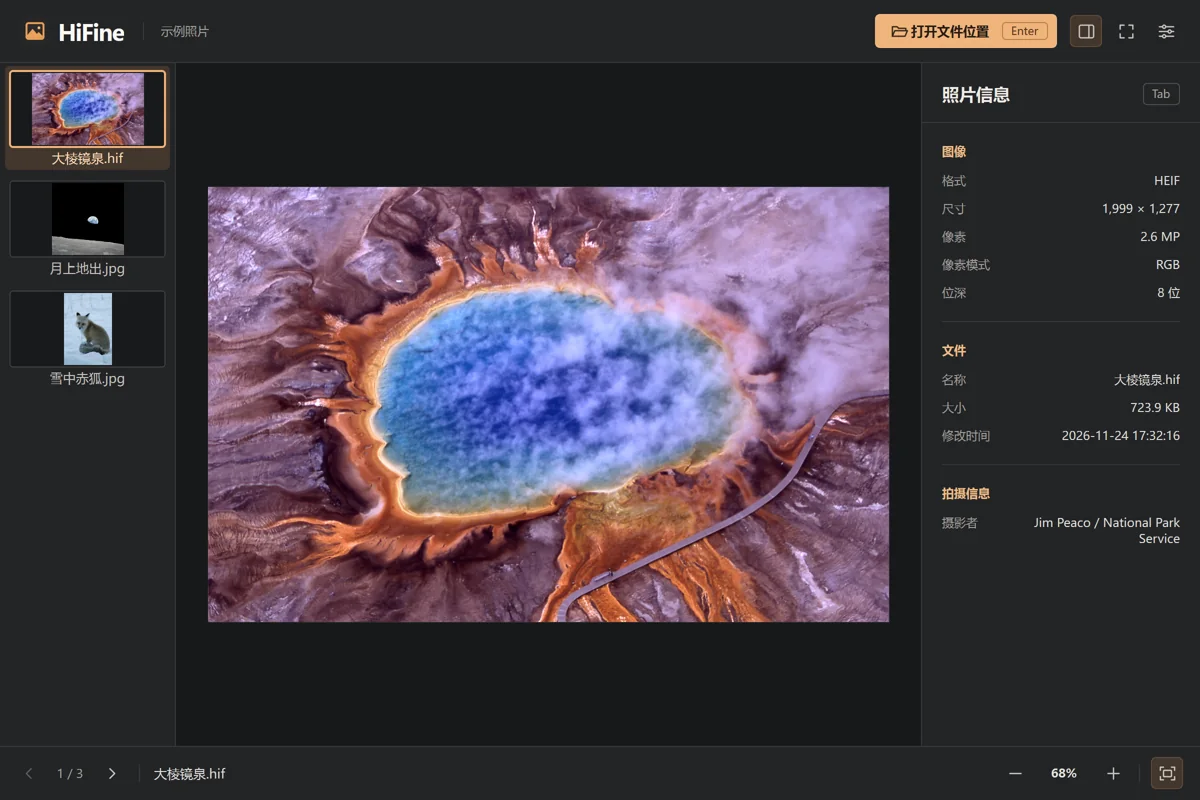 HiFine
示例照片
打开文件位置 Enter
大棱镜泉.hif
月上地出.jpg
雪中赤狐.jpg
照片信息 Tab
图像
格式 HEIF
尺寸 1,999 × 1,277
像素 2.6 MP
像素模式 RGB
位深 8 位
文件
名称 大棱镜泉.hif
大小 723.9 KB
修改时间 2026-11-24 17:32:16
拍摄信息
摄影者 Jim Peaco / National Park
Service
1 / 3 大棱镜泉.hif
68%